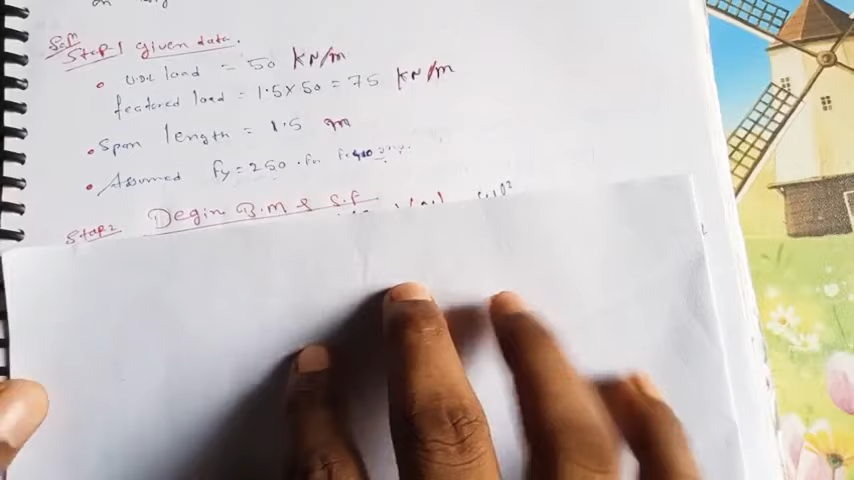 Soln
Step 1 given data.
• U.D.L load = 50 KN/m
factored load = 1.5 x 50 = 75 KN/m
• Span length = 1.5 m
• Assumed fy = 250
Step 2 Degin B.M & S.F